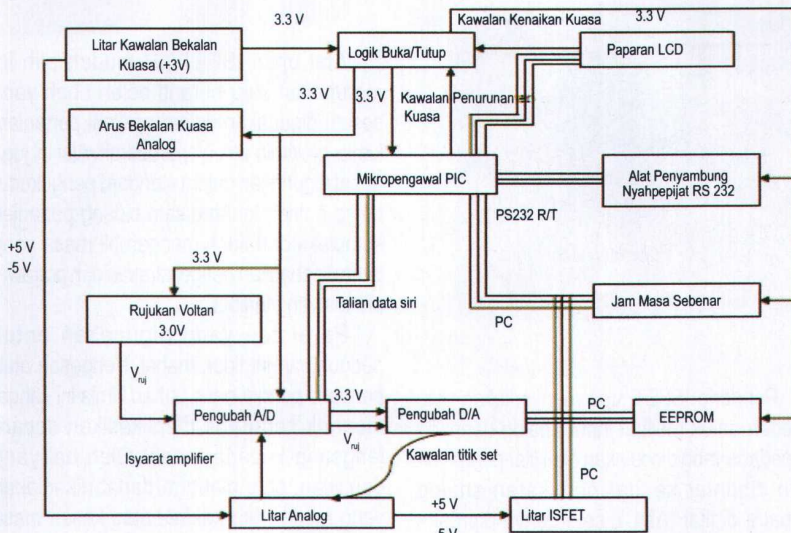 3.3 V
Kawalan Kenaikan Kuasa
3.3 V
Litar Kawalan Bekalan
Kuasa (+3V)
Logik Buka/Tutup
Paparan LCD
3.3 V
3.3 V
Kawalan Penurunan
Kuasa
Arus Bekalan Kuasa
Analog
Mikropengawal PIC
Alat Penyambung
Nyahpepijat RS 232
PS232 R/T
+5 V
-5 V
3.3 V
Rujukan Voltan
3.0V
Talian data siri
Jam Masa Sebenar
PC
Vruj
3.3 V
Pengubah A/D
Pengubah D/A
PC
EEPROM
Vruj
Isyarat amplifier
Kawalan titik set
PC
Litar Analog
+5 V
-5 V
Litar ISFET